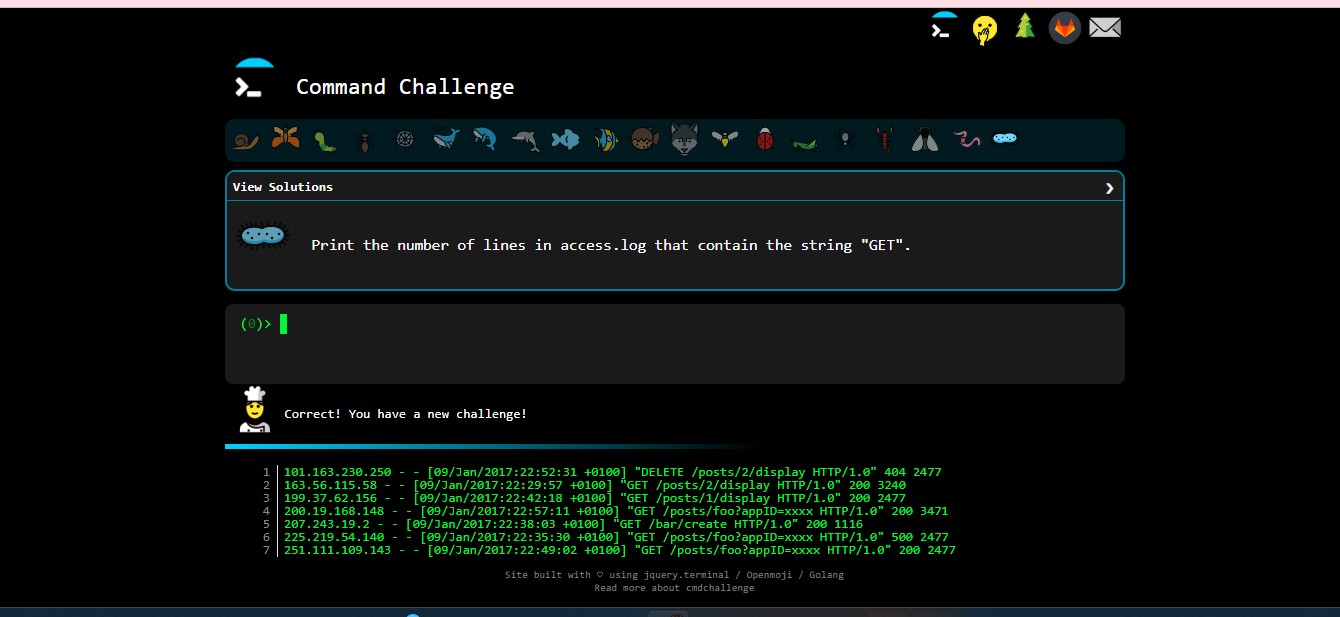 Command Challenge
View Solutions
Print the number of lines in access.log that contain the string "GET".
(0)>
Correct! You have a new challenge!
1 101.163.230.250 - - [09/Jan/2017:22:52:31 +0100] "DELETE /posts/2/display HTTP/1.0" 404 2477
2 163.56.115.58 - - [09/Jan/2017:22:29:57 +0100] "GET /posts/2/display HTTP/1.0" 200 3240
3 199.37.62.156 - - [09/Jan/2017:22:42:18 +0100] "GET /posts/1/display HTTP/1.0" 200 2477
4 200.19.168.148 - - [09/Jan/2017:22:57:11 +0100] "GET /posts/foo?appID=xxxx HTTP/1.0" 200 3471
5 207.243.19.2 - - [09/Jan/2017:22:38:03 +0100] "GET /bar/create HTTP/1.0" 200 1116
6 225.219.54.140 - - [09/Jan/2017:22:35:30 +0100] "GET /posts/foo?appID=xxxx HTTP/1.0" 500 2477
7 251.111.109.143 - - [09/Jan/2017:22:49:02 +0100] "GET /posts/foo?appID=xxxx HTTP/1.0" 200 2477
Site built with ♡ using jquery.terminal / Openmoji / Golang
Read more about cmdchallenge